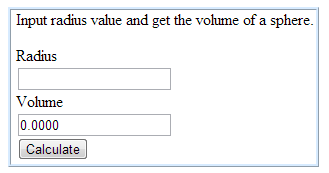 Input radius value and get the volume of a sphere.
Radius
Volume
0.0000
Calculate